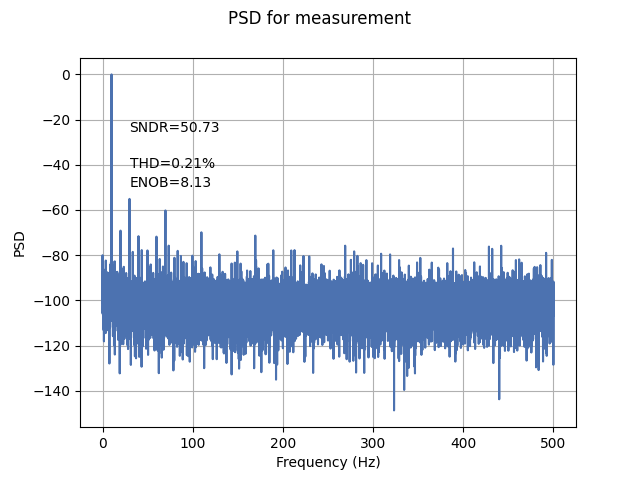 PSD for measurement
PSD
0
−20
−40
−60
−80
−100
−120
−140
SNDR=50.73
THD=0.21%
ENOB=8.13
0 100 200 300 400 500
Frequency (Hz)